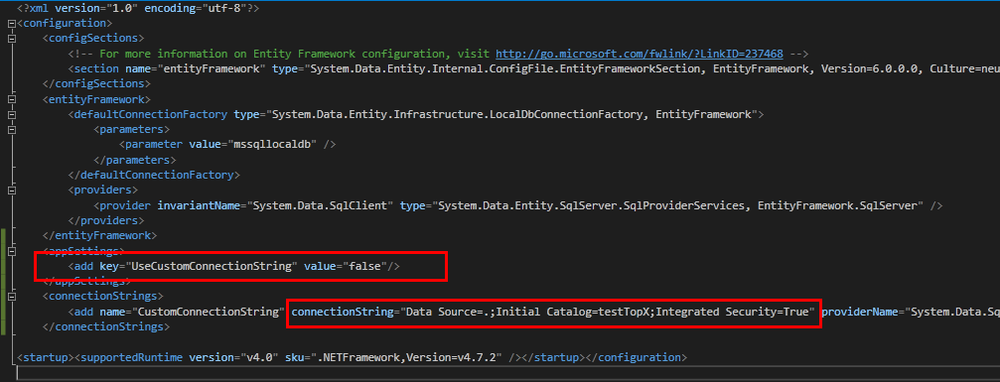 <?xml version="1.0" encoding="utf-8"?>
<configuration>
<configSections>
<!-- For more information on Entity Framework configuration, visit http://go.microsoft.com/fwlink/?LinkID=237468 -->
<section name="entityFramework" type="System.Data.Entity.Internal.ConfigFile.EntityFrameworkSection, EntityFramework, Version=6.0.0.0, Culture=neu
</configSections>
<entityFramework>
<defaultConnectionFactory type="System.Data.Entity.Infrastructure.LocalDbConnectionFactory, EntityFramework">
<parameters>
<parameter value="mssqllocaldb" />
</parameters>
</defaultConnectionFactory>
<providers>
<provider invariantName="System.Data.SqlClient" type="System.Data.Entity.SqlServer.SqlProviderServices, EntityFramework.SqlServer" />
</providers>
</entityFramework>
<appSettings>
<add key="UseCustomConnectionString" value="false"/>
</appSettings>
<connectionStrings>
<add name="CustomConnectionString" connectionString="Data Source=.;Initial Catalog=testTopX;Integrated Security=True" providerName="System.Data.Sq
</connectionStrings>
<startup><supportedRuntime version="v4.0" sku=".NETFramework,Version=v4.7.2" /></startup></configuration>